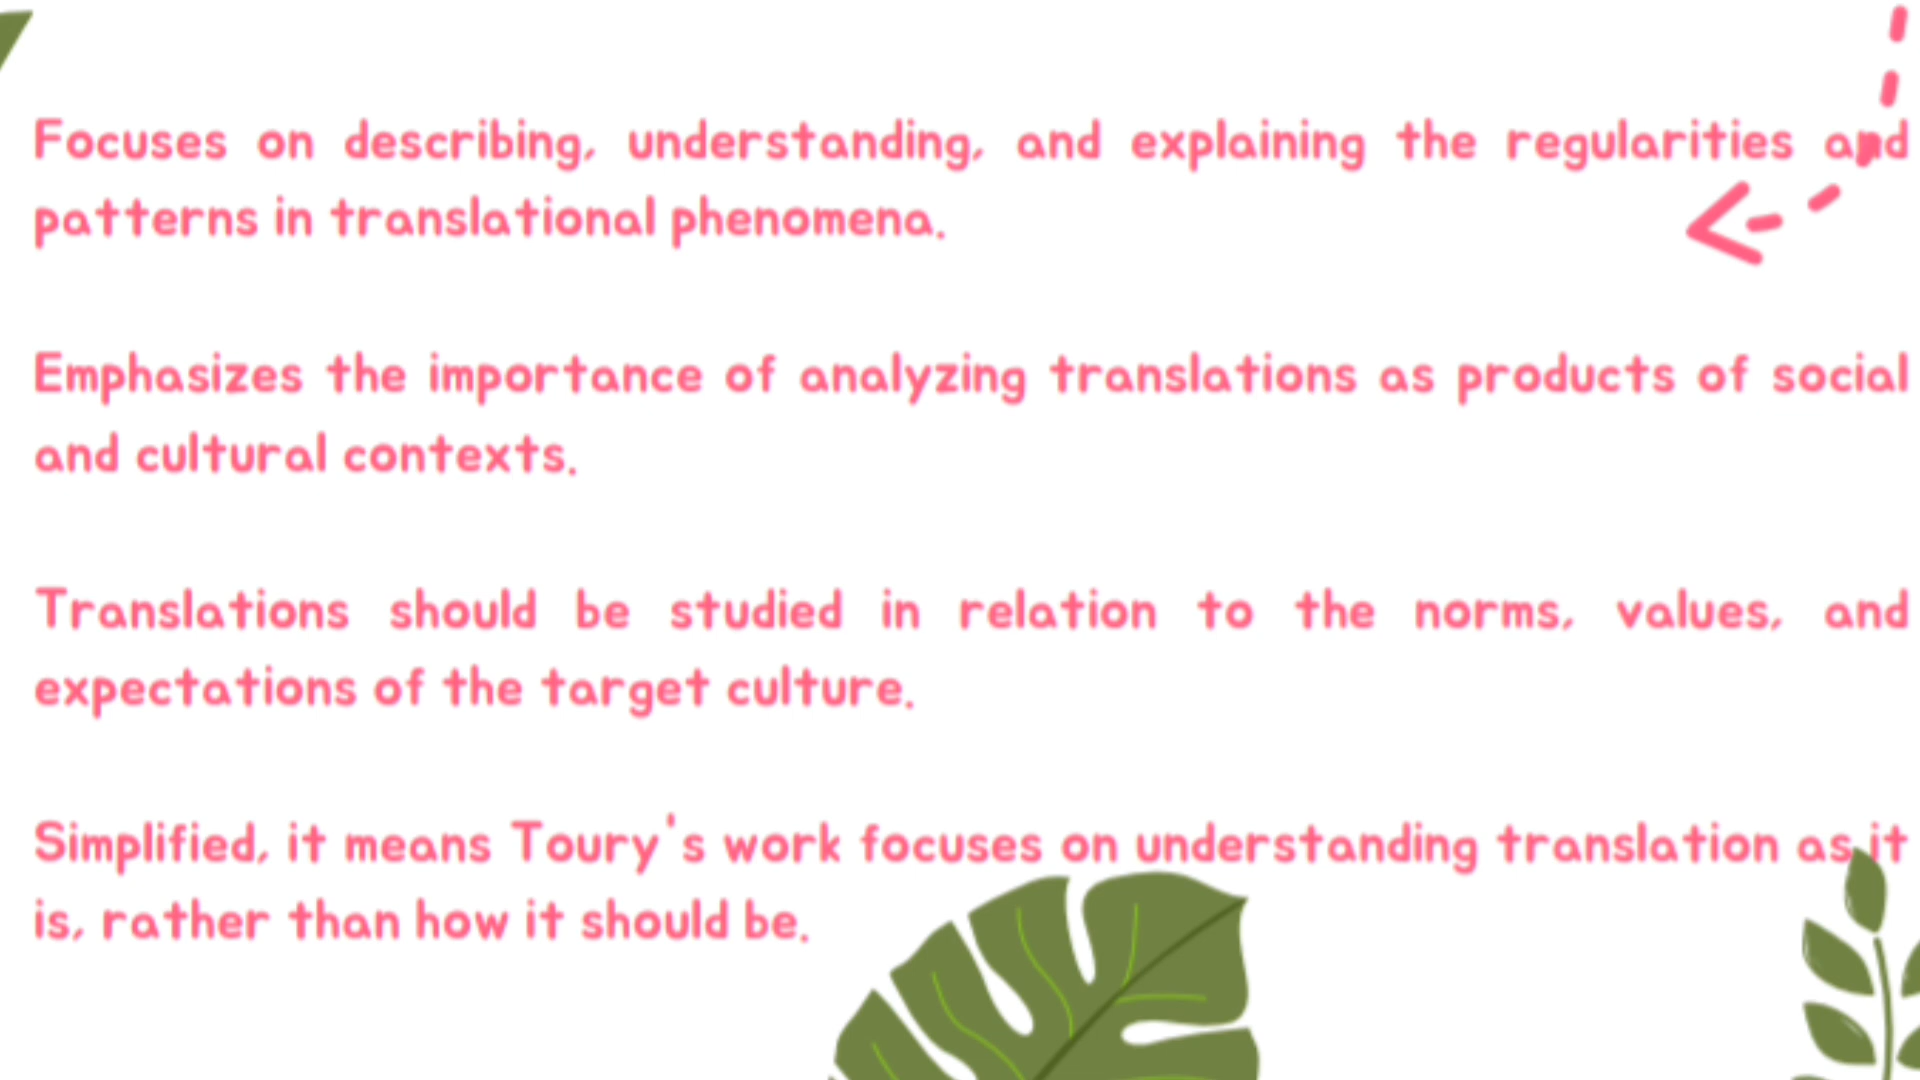 Focuses on describing, understanding, and explaining the regularities and
patterns in translational phenomena.
Emphasizes the importance of analyzing translations as products of social
and cultural contexts.
Translations should be studied in relation to the norms, values, and
expectations of the target culture.
Simplified, it means Toury's work focuses on understanding translation as it
is, rather than how it should be.